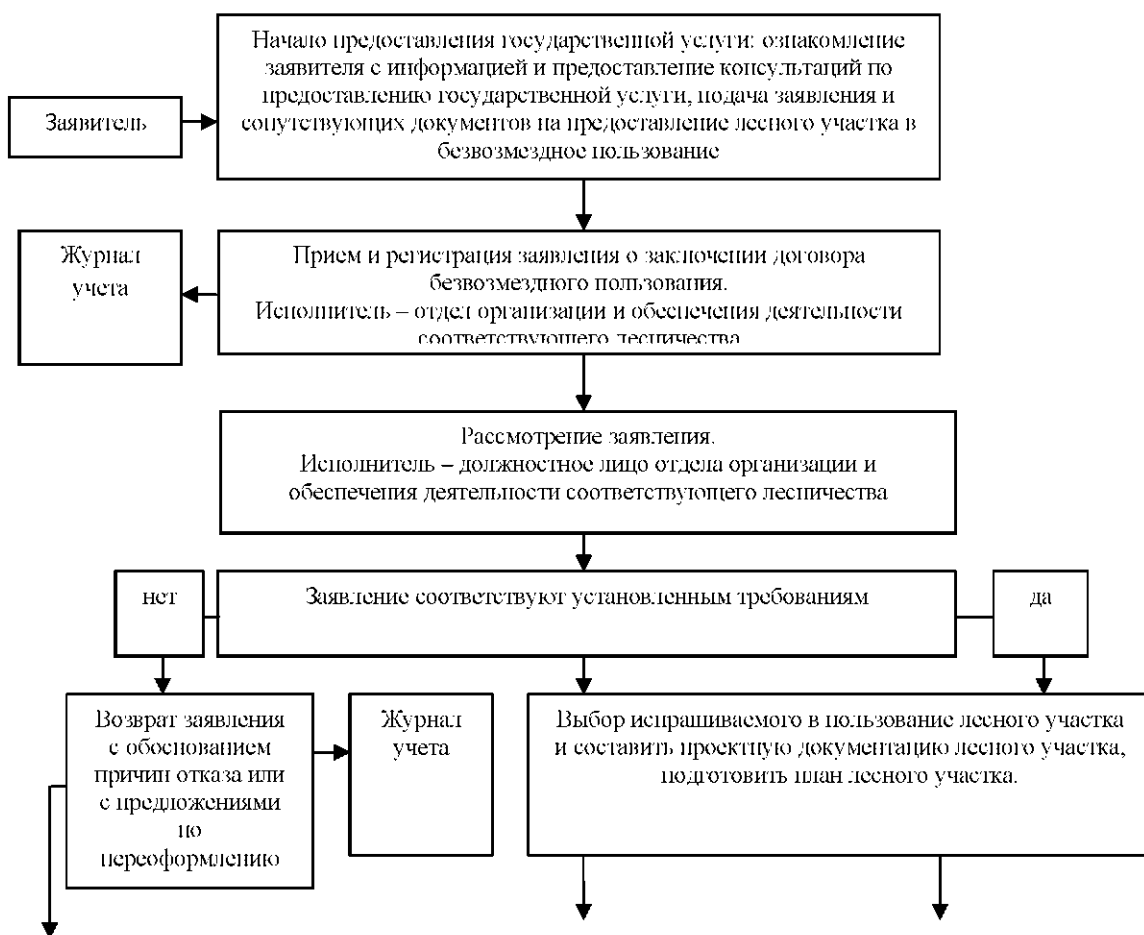 Начало предоставления государственной услуги: ознакомление
заявителя с информацией и предоставление консультаций по
предоставлению государственной услуги, подача заявления и
сопутствующих документов на предоставление лесного участка в
безвозмездное пользование
Заявитель
Журнал
учета
Прием и регистрация заявления о заключении договора
безвозмездного пользования.
Исполнитель – отдел организации и обеспечения деятельности
соответствующего лесничества
Рассмотрение заявления.
Исполнитель – должностное лицо отдела организации и
обеспечения деятельности соответствующего лесничества
нет
Заявление соответствуют установленным требованиям
да
Возврат заявления
с обоснованием
причин отказа или
с предложениями
по
переоформлению
Журнал
учета
Выбор испрашиваемого в пользование лесного участка
и составить проектную документацию лесного участка,
подготовить план лесного участка.